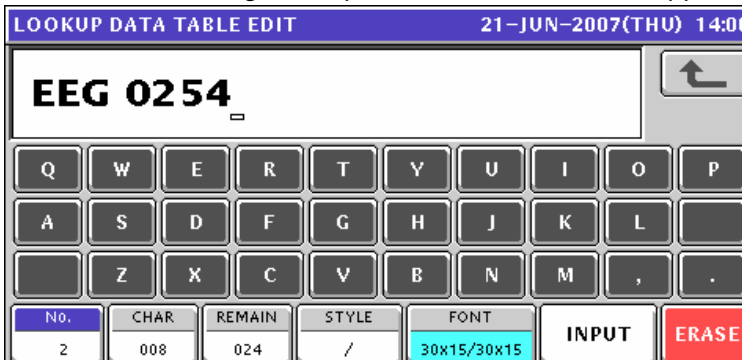 LOOKUP DATA TABLE EDIT 21-JUN-2007(THU) 14:00
EEG 0254
Q W E R T Y U I O P
A S D F G H J K L
Z X C V B N M , .
No. CHAR REMAIN STYLE FONT
2 008 024 / 30x15/30x15 INPUT ERASE